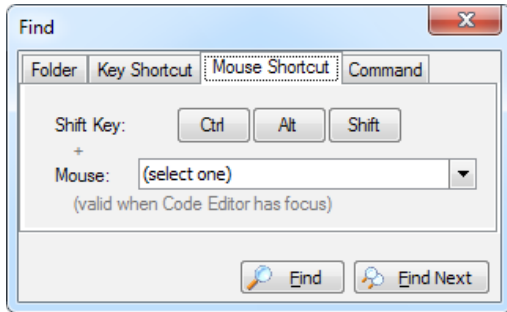 Find
Folder Key Shortcut Mouse Shortcut Command
Shift Key: Ctrl Alt Shift
+
Mouse: (select one)
(valid when Code Editor has focus)
Find Find Next